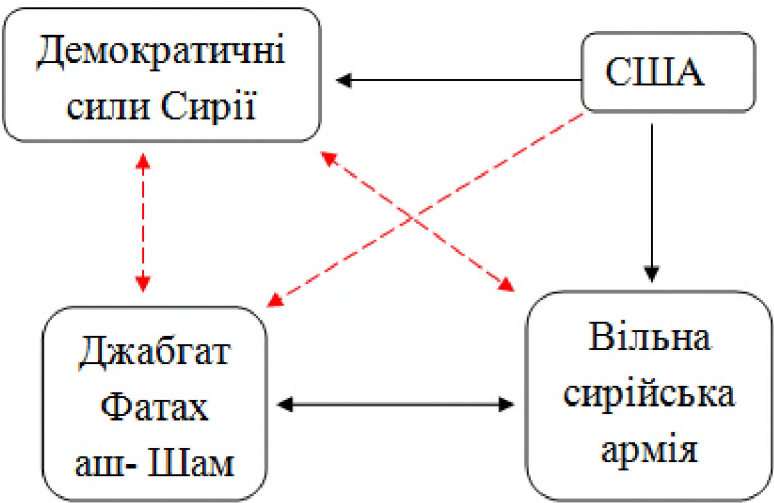 Демократичні
сили Сирії
США
Джабгат
Фатах
аш- Шам
Вільна
сирійська
армія